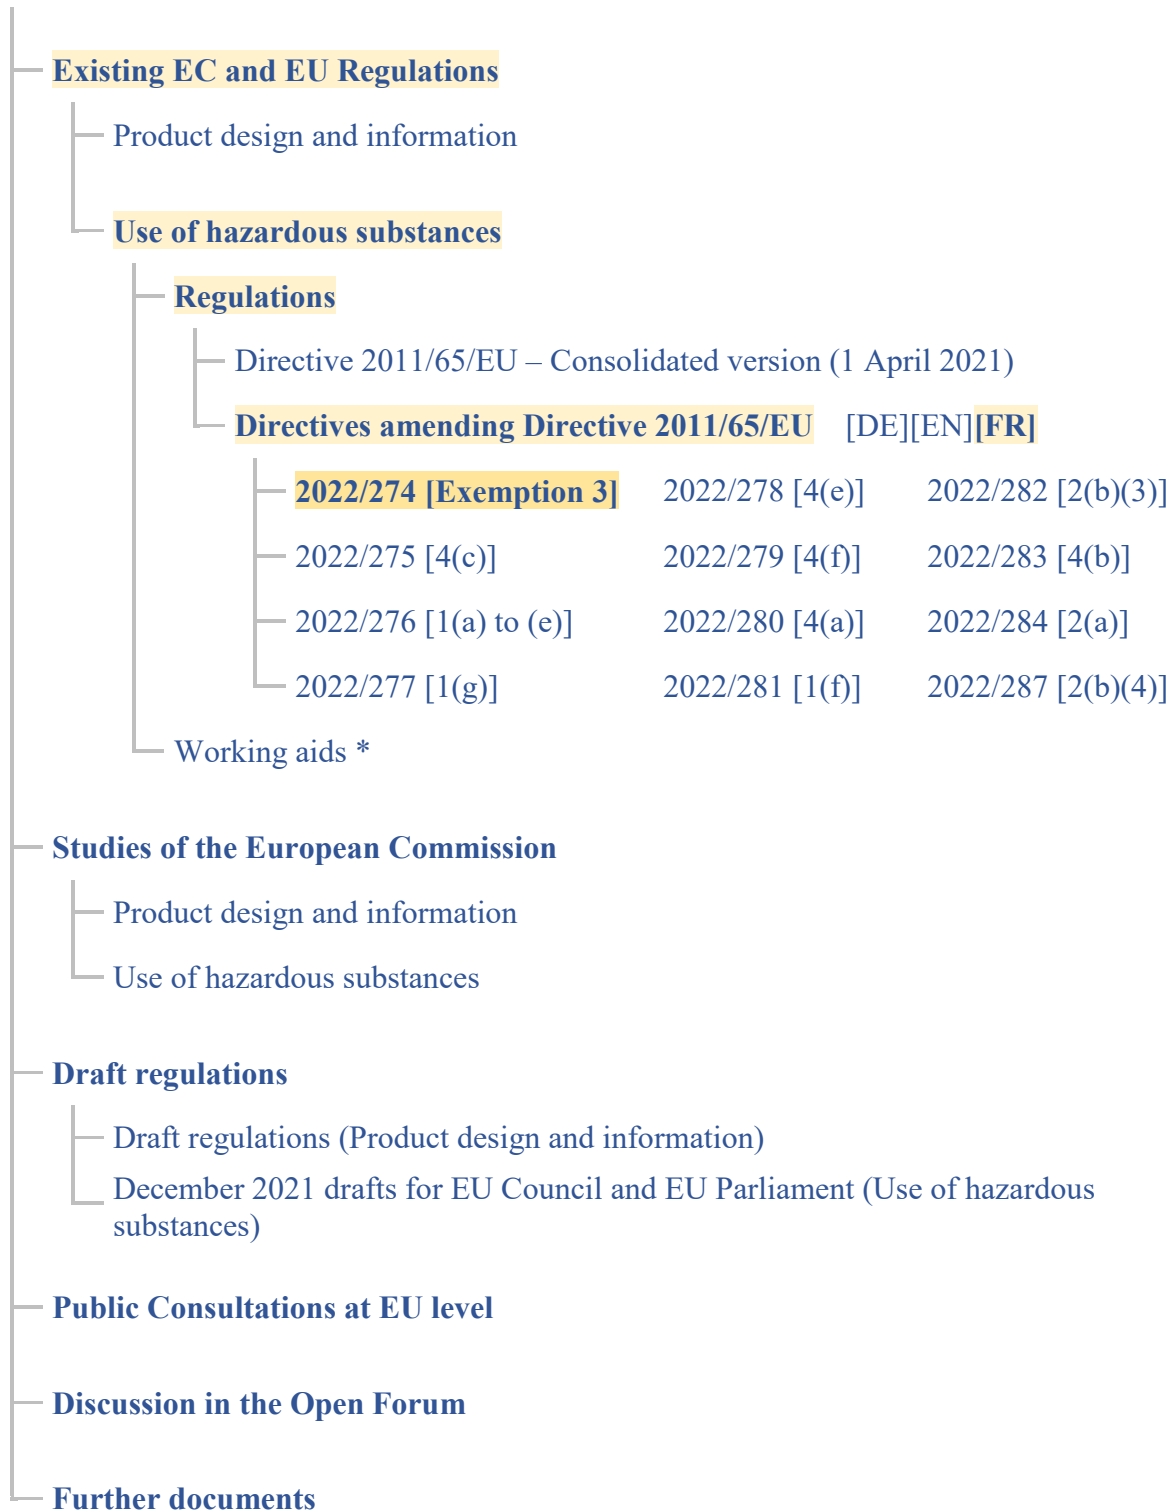 Existing EC and EU Regulations
Product design and information
Use of hazardous substances
Regulations
Directive 2011/65/EU – Consolidated version (1 April 2021)
Directives amending Directive 2011/65/EU [DE][EN][FR]
2022/274 [Exemption 3] 2022/278 [4(e)] 2022/282 [2(b)(3)]
2022/275 [4(c)] 2022/279 [4(f)] 2022/283 [4(b)]
2022/276 [1(a) to (e)] 2022/280 [4(a)] 2022/284 [2(a)]
2022/277 [1(g)] 2022/281 [1(f)] 2022/287 [2(b)(4)]
Working aids *
Studies of the European Commission
Product design and information
Use of hazardous substances
Draft regulations
Draft regulations (Product design and information)
December 2021 drafts for EU Council and EU Parliament (Use of hazardous
substances)
Public Consultations at EU level
Discussion in the Open Forum
Further documents